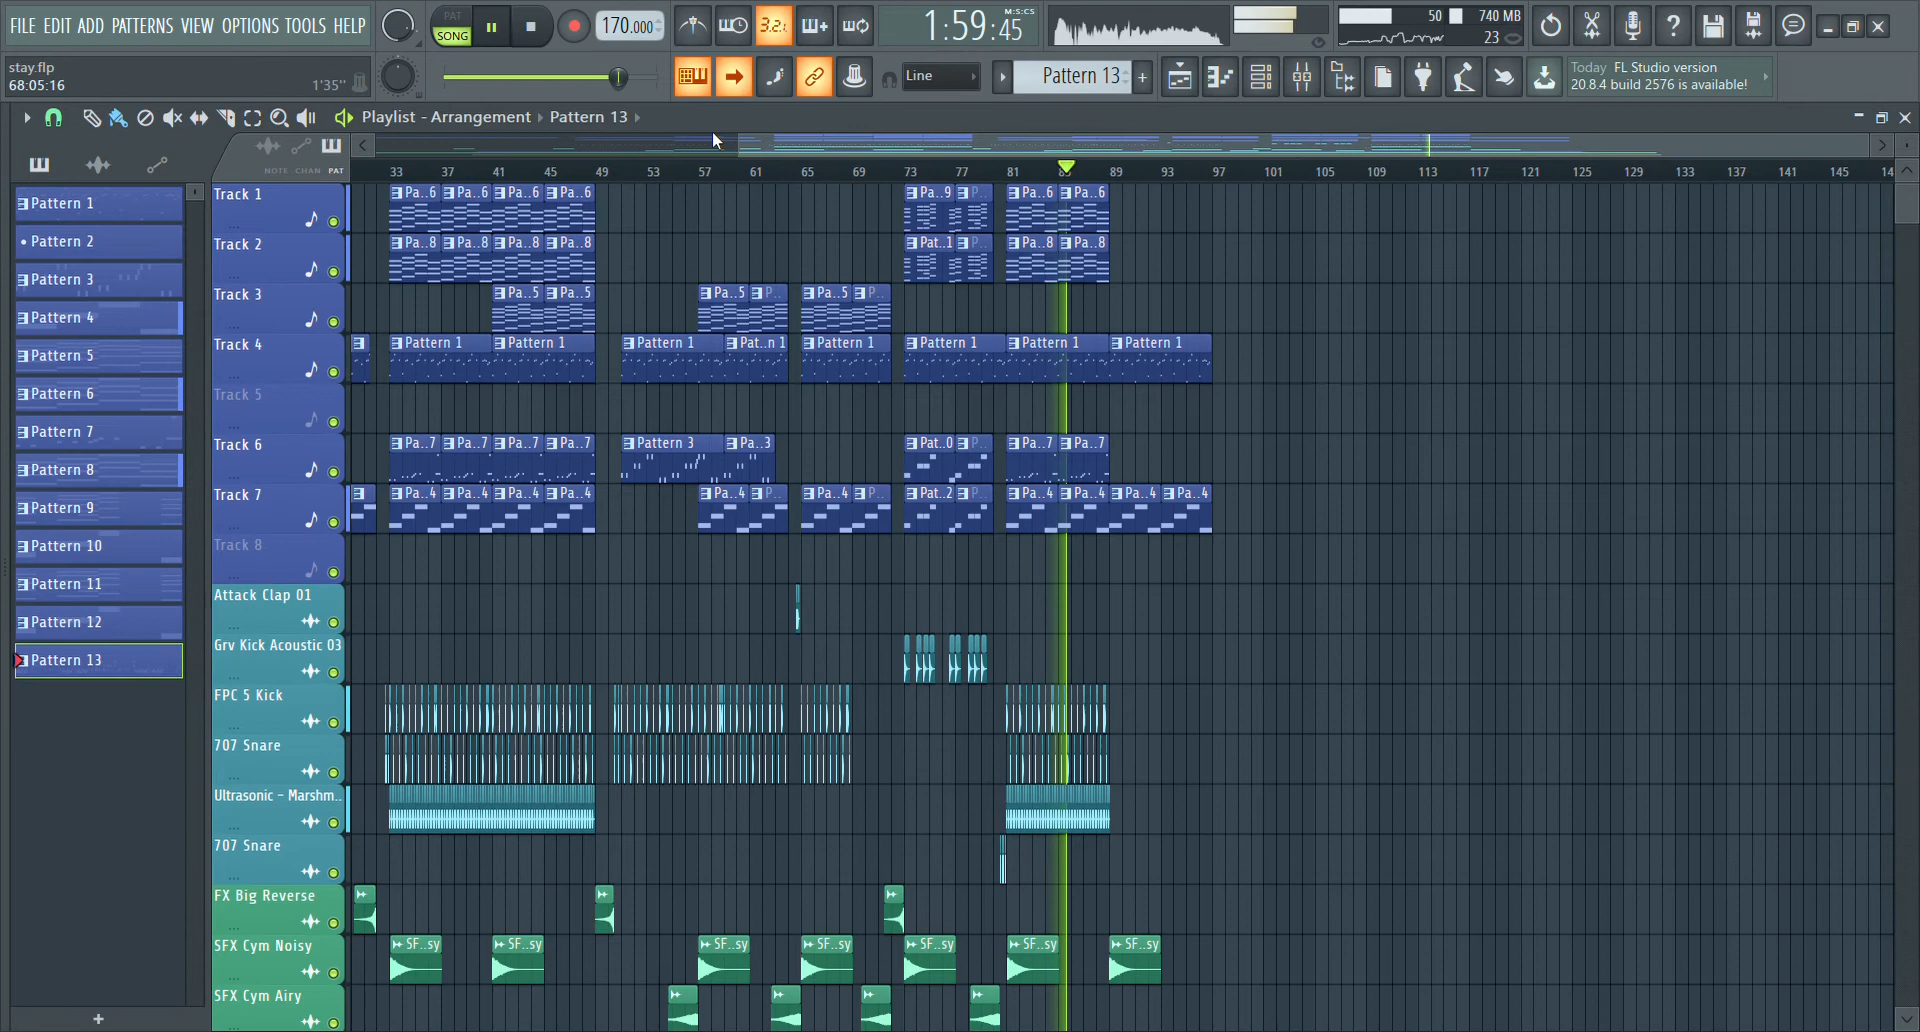 FILE EDIT ADD PATTERNS VIEW OPTIONS TOOLS HELP
PAT
SONG
170.000
3.2.
1:59:45
M:S:CS
50
740 MB
23
stay.flp
68:05:16
1'35"
Line
Pattern 13
Today FL Studio version
20.8.4 build 2576 is available!
Playlist - Arrangement
Pattern 13
NOTE CHAN PAT
33 37 41 45 49 53 57 61 65 69 73 77 81 89 93 97 101 105 109 113 117 121 125 129 133 137 141 145 14
Pattern 1
Pattern 2
Pattern 3
Pattern 4
Pattern 5
Pattern 6
Pattern 7
Pattern 8
Pattern 9
Pattern 10
Pattern 11
Pattern 12
Pattern 13
Track 1
Pa..6 Pa..6 Pa..6 Pa..6 Pa..9 P.. Pa..6 Pa..6
Track 2
Pa..8 Pa..8 Pa..8 Pa..8 Pat..1 P.. Pa..8 Pa..8
Track 3
Pa..5 Pa..5 Pa..5 P.. Pa..5 P..
Track 4
Pattern 1 Pattern 1 Pattern 1 Pat..n 1 Pattern 1 Pattern 1 Pattern 1 Pattern 1
Track 5
Track 6
Pa..7 Pa..7 Pa..7 Pa..7 Pattern 3 Pa..3 Pat..0 P.. Pa..7 Pa..7
Track 7
Pa..4 Pa..4 Pa..4 Pa..4 Pa..4 P.. Pa..4 P.. Pat..2 P.. Pa..4 Pa..4 Pa..4 Pa..4
Track 8
Attack Clap 01
Grv Kick Acoustic 03
FPC 5 Kick
707 Snare
Ultrasonic - Marshm..
707 Snare
FX Big Reverse
SFX Cym Noisy
SF..sy SF..sy SF..sy SF..sy SF..sy SF..sy SF..sy
SFX Cym Airy